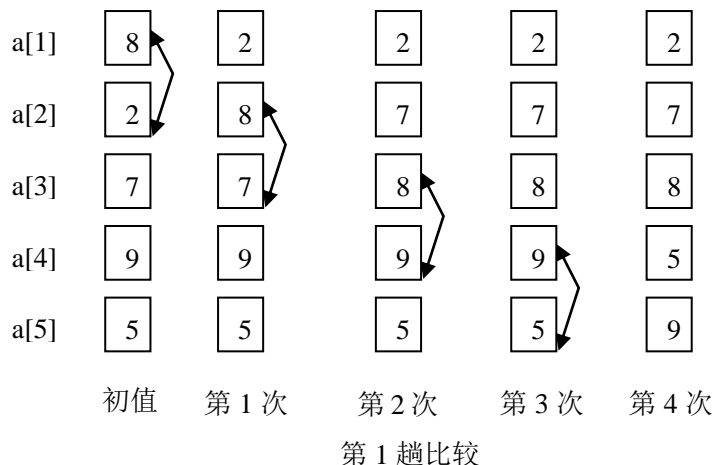 a[1] 8 2 2 2 2
a[2] 2 8 7 7 7
a[3] 7 7 8 8 8
a[4] 9 9 9 9 5
a[5] 5 5 5 5 9
初值 第 1 次 第 2 次 第 3 次 第 4 次
第 1 趟比较